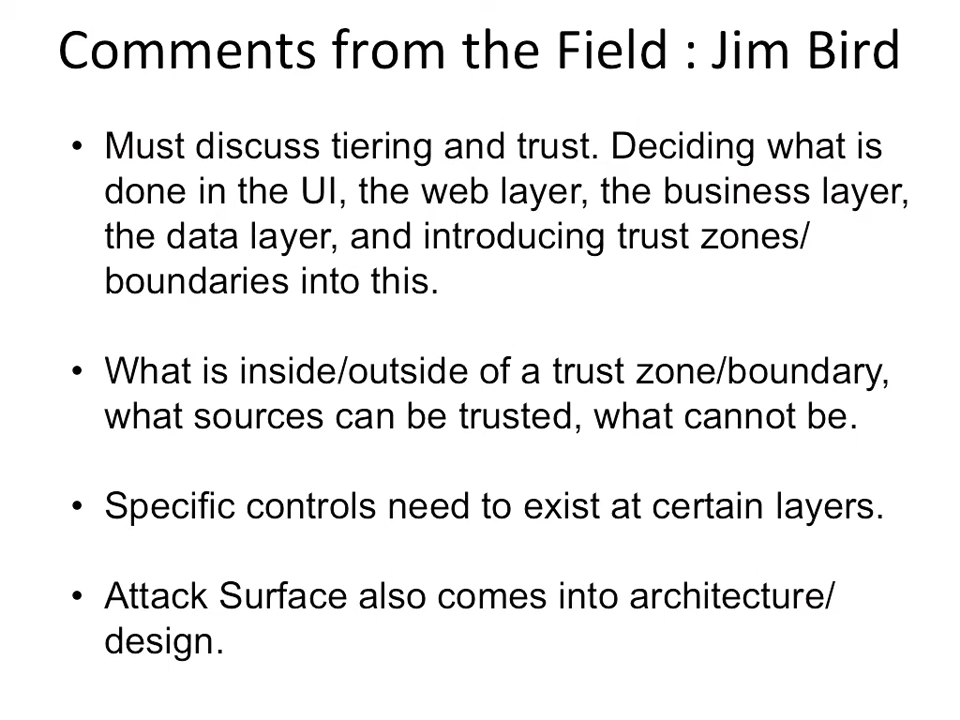 Comments from the Field : Jim Bird
• Must discuss tiering and trust. Deciding what is
done in the UI, the web layer, the business layer,
the data layer, and introducing trust zones/
boundaries into this.
• What is inside/outside of a trust zone/boundary,
what sources can be trusted, what cannot be.
• Specific controls need to exist at certain layers.
• Attack Surface also comes into architecture/
design.